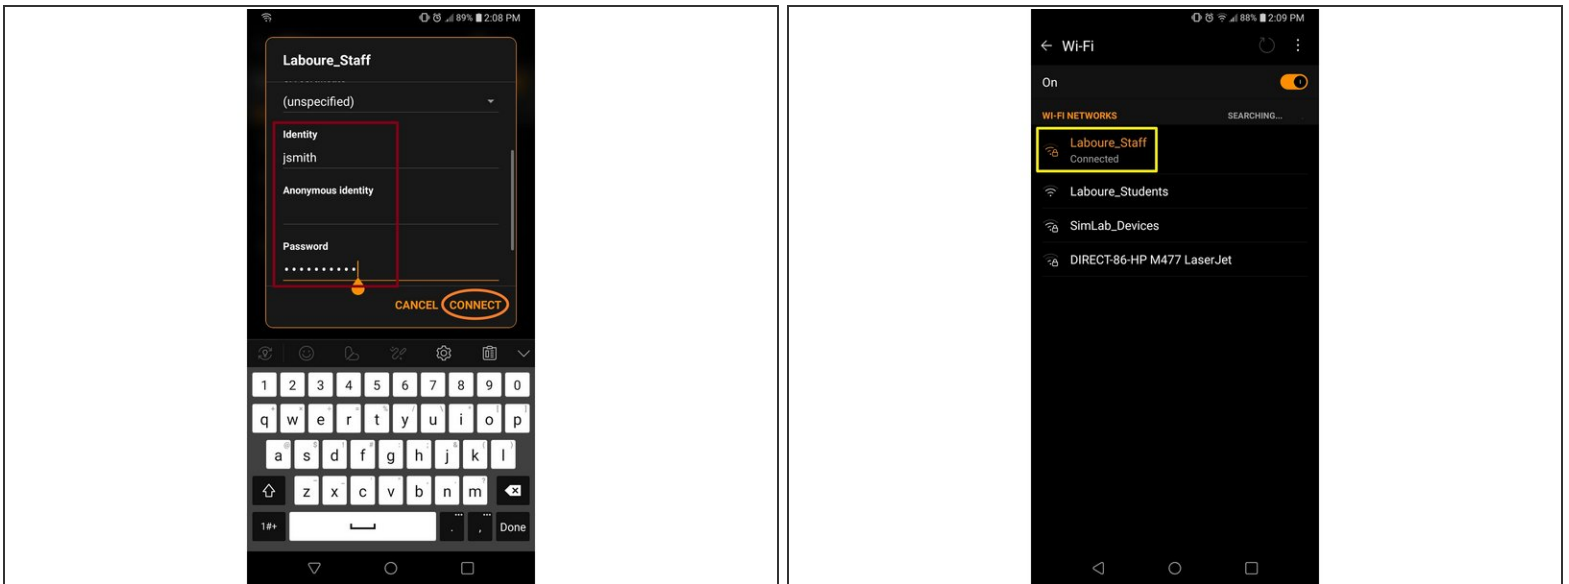 89% 2:08 PM
Laboure_Staff
(unspecified)
Identity
jsmith
Anonymous identity
Password
••••••••••
CANCEL CONNECT
1 2 3 4 5 6 7 8 9 0
q w e r t y u i o p
a s d f g h j k l
z x c v b n m
1#+ . , Done
88% 2:09 PM
Wi-Fi
On
WI-FI NETWORKS SEARCHING...
Laboure_Staff
Connected
Laboure_Students
SimLab_Devices
DIRECT-86-HP M477 LaserJet